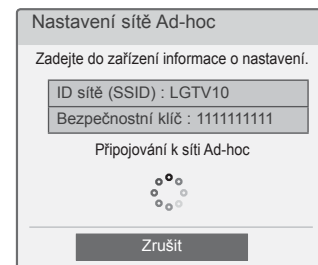 Nastavení sítě Ad-hoc
Zadejte do zařízení informace o nastavení.
ID sítě (SSID) : LGTV10
Bezpečnostní klíč : 1111111111
Připojování k síti Ad-hoc
Zrušit